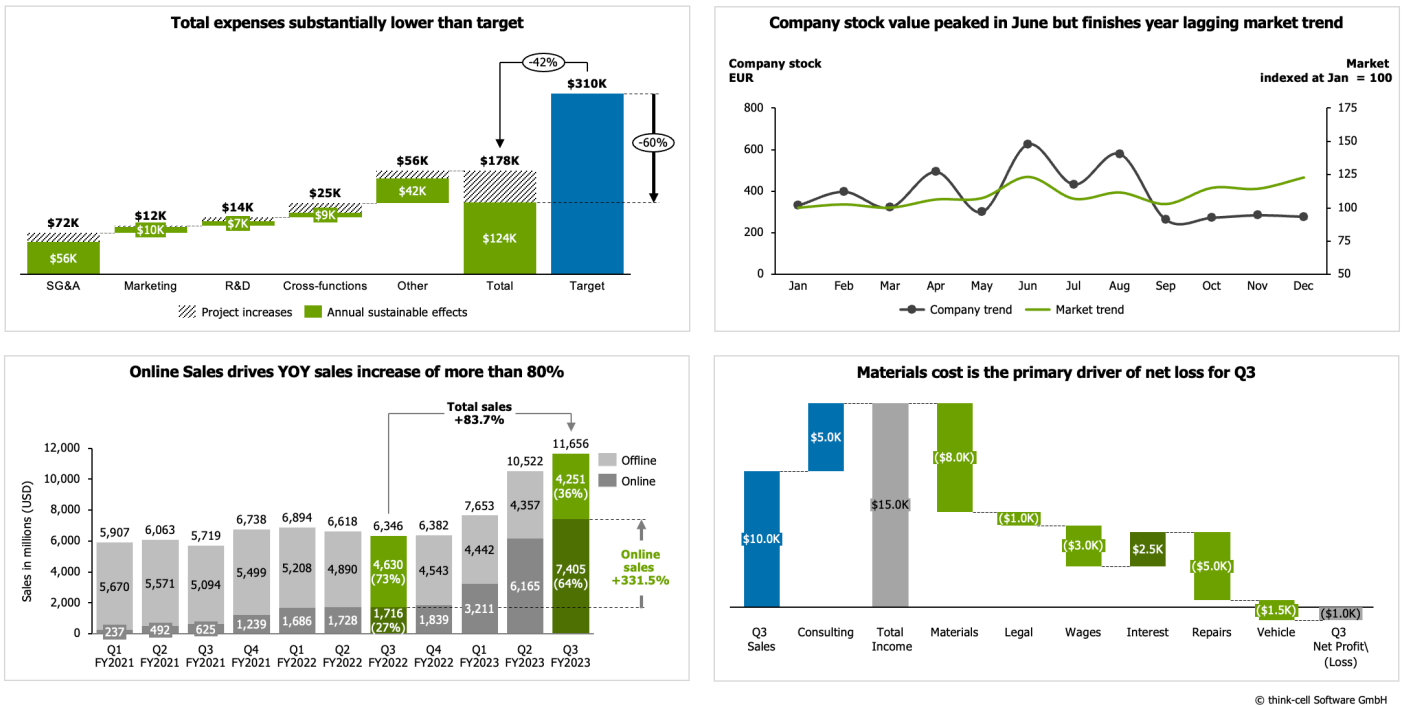 Total expenses substantially lower than target
-42%
$310K
-60%
$56K
$178K
$42K
$25K
$14K
$12K
$9K
$72K
$10K
$7K
$124K
$56K
SG&A Marketing R&D Cross-functions Other Total Target
Project increases Annual sustainable effects
Company stock value peaked in June but finishes year lagging market trend
Company stock
EUR
Market
indexed at Jan = 100
800 175
150
600
125
400
100
200
75
0 50
Jan Feb Mar Apr May Jun Jul Aug Sep Oct Nov Dec
Company trend Market trend
Online Sales drives YOY sales increase of more than 80%
Total sales
+83.7%
Sales in millions (USD)
12,000
10,000
8,000
6,000
4,000
2,000
0
5,907 6,063 5,719 6,738 6,894 6,618 6,346 6,382 7,653 10,522 11,656
5,670 5,571 5,094 5,499 5,208 4,890 4,630 4,543 4,442 4,357 4,251
(73%) (36%)
237 492 625 1,239 1,686 1,728 1,716 1,839 3,211 6,165 7,405
(27%) (64%)
Offline
Online
Online
sales
+331.5%
Q1 Q2 Q3 Q4 Q1 Q2 Q3 Q4 Q1 Q2 Q3
FY2021 FY2021 FY2021 FY2021 FY2022 FY2022 FY2022 FY2022 FY2023 FY2023 FY2023
Materials cost is the primary driver of net loss for Q3
$10.0K
$5.0K
$15.0K
($8.0K)
($1.0K)
($3.0K)
$2.5K
($5.0K)
($1.5K)
($1.0K)
Q3 Consulting Total Materials Legal Wages Interest Repairs Vehicle Q3
Sales Income Net Profit\
(Loss)
© think-cell Software GmbH